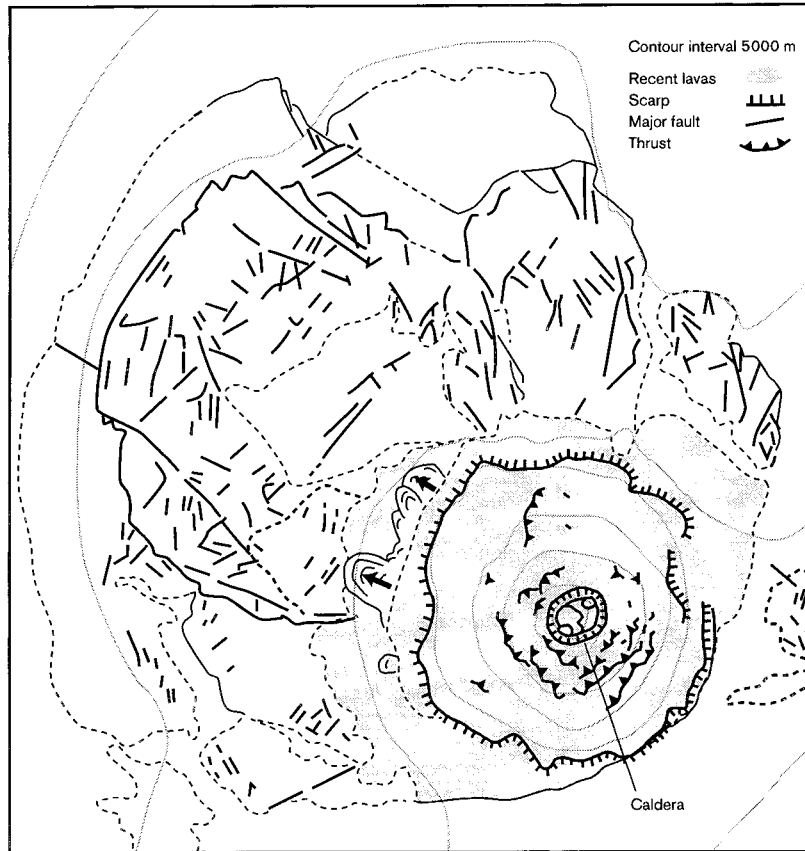 Contour interval 5000 m
Recent lavas
Scarp
Major fault
Thrust
Caldera